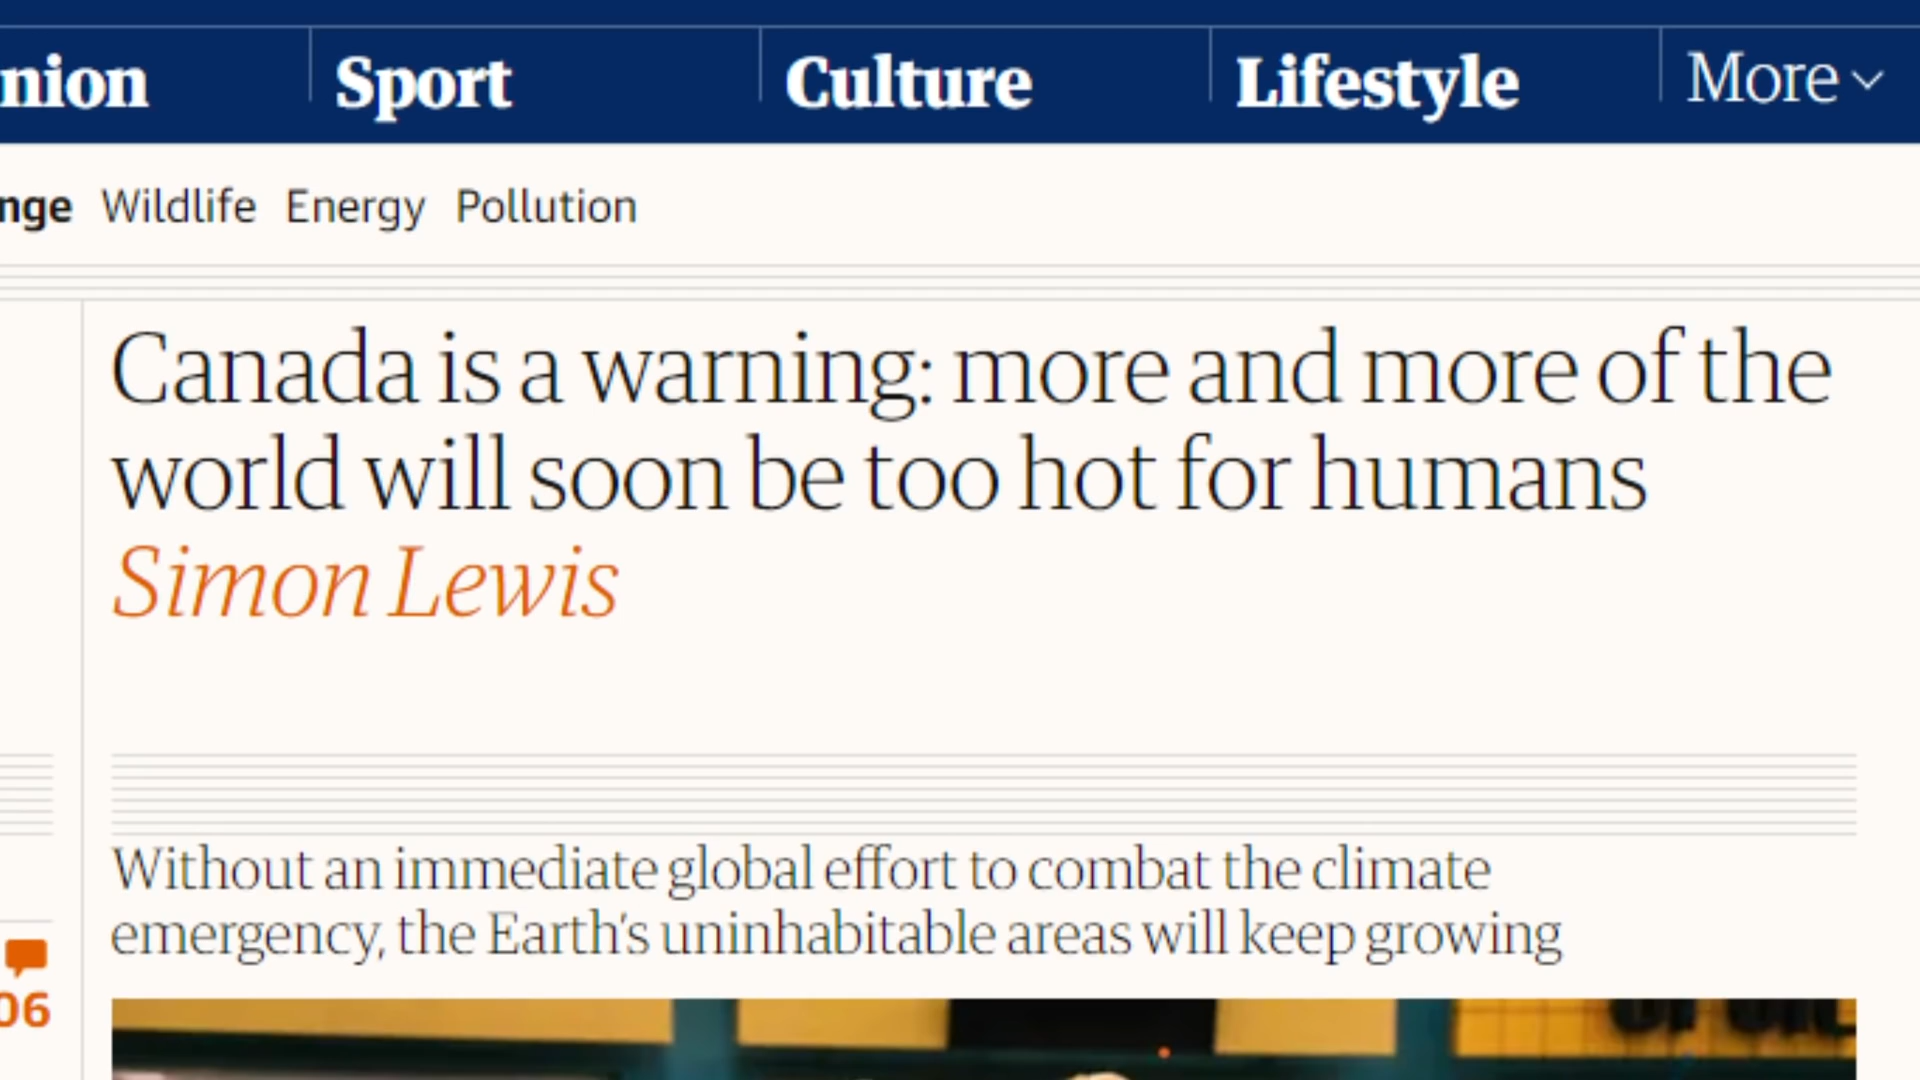 nion Sport Culture Lifestyle More
nge Wildlife Energy Pollution
Canada is a warning: more and more of the
world will soon be too hot for humans
Simon Lewis
Without an immediate global effort to combat the climate
emergency, the Earth's uninhabitable areas will keep growing
06